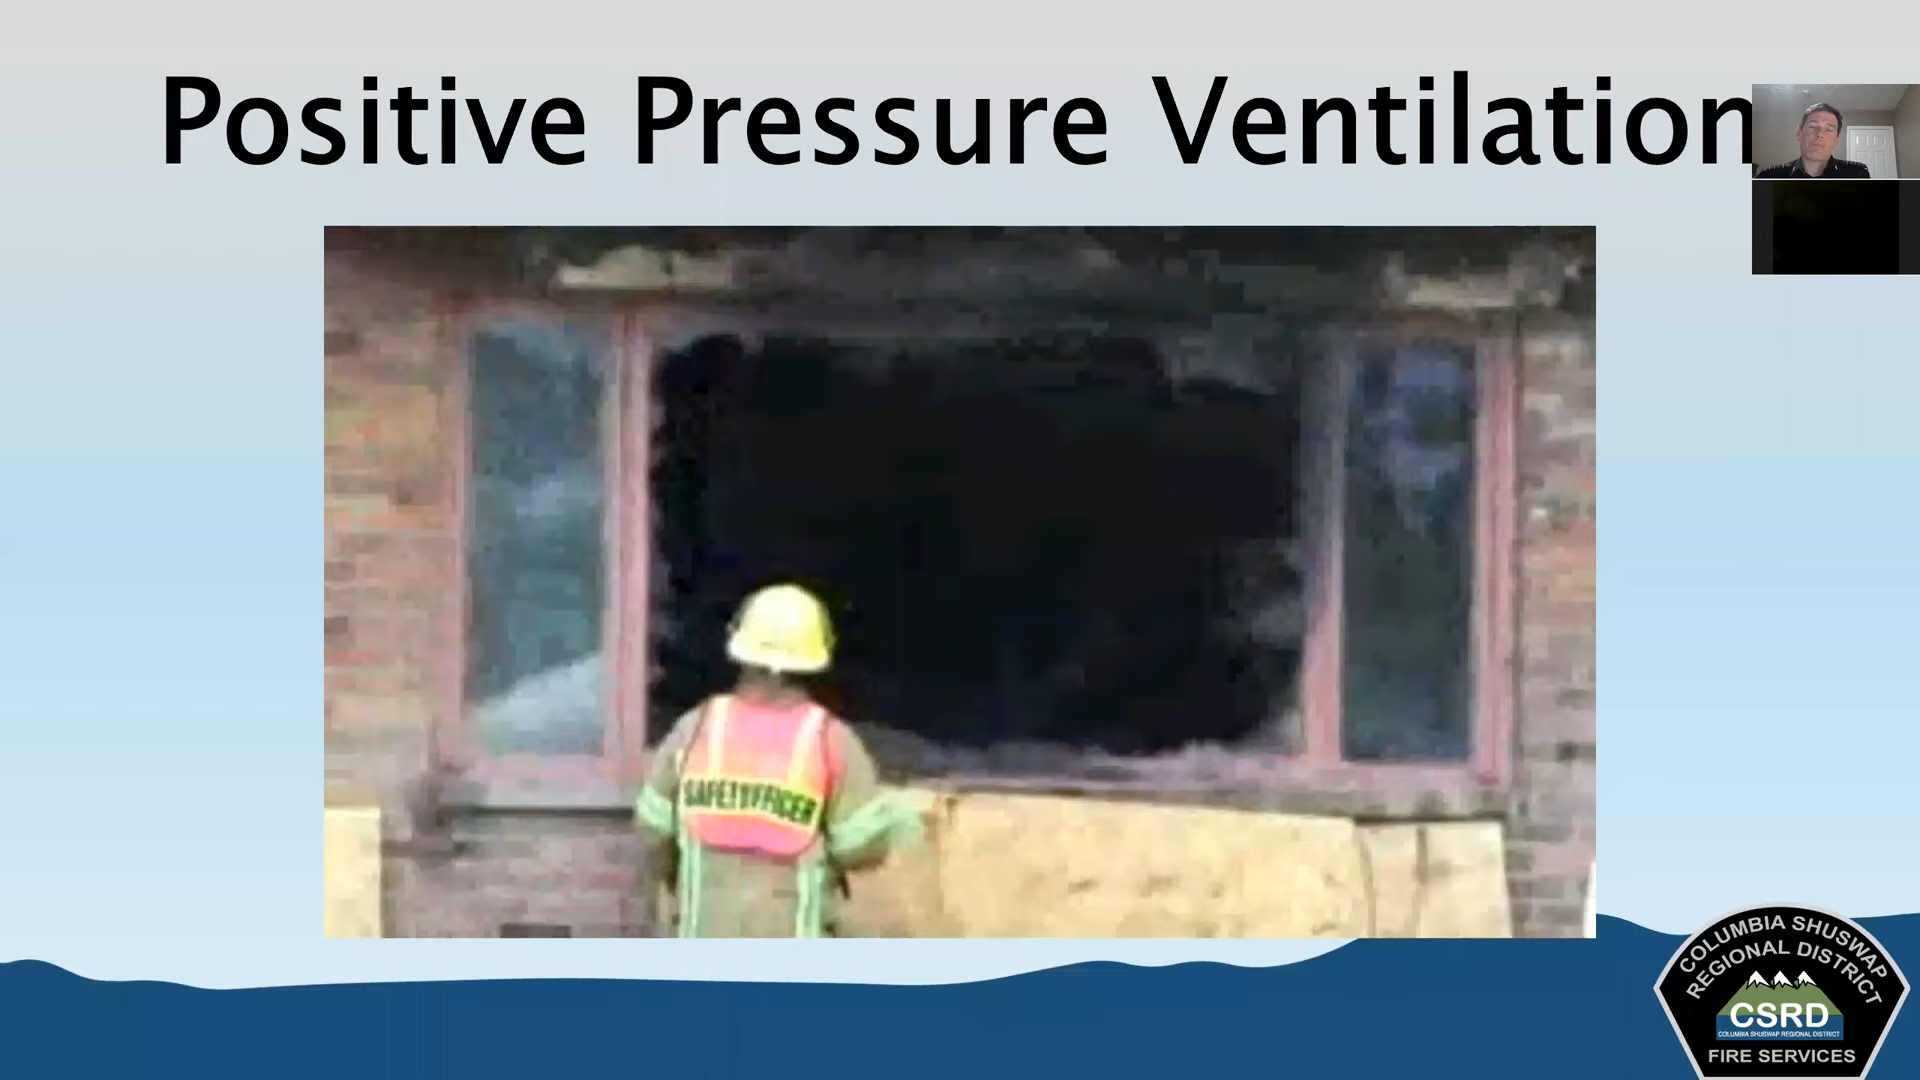 Positive Pressure Ventilation
SAFETY OFFICER
COLUMBIA SHUSWAP
REGIONAL DISTRICT
CSRD
COLUMBIA SHUSWAP REGIONAL DISTRICT
FIRE SERVICES